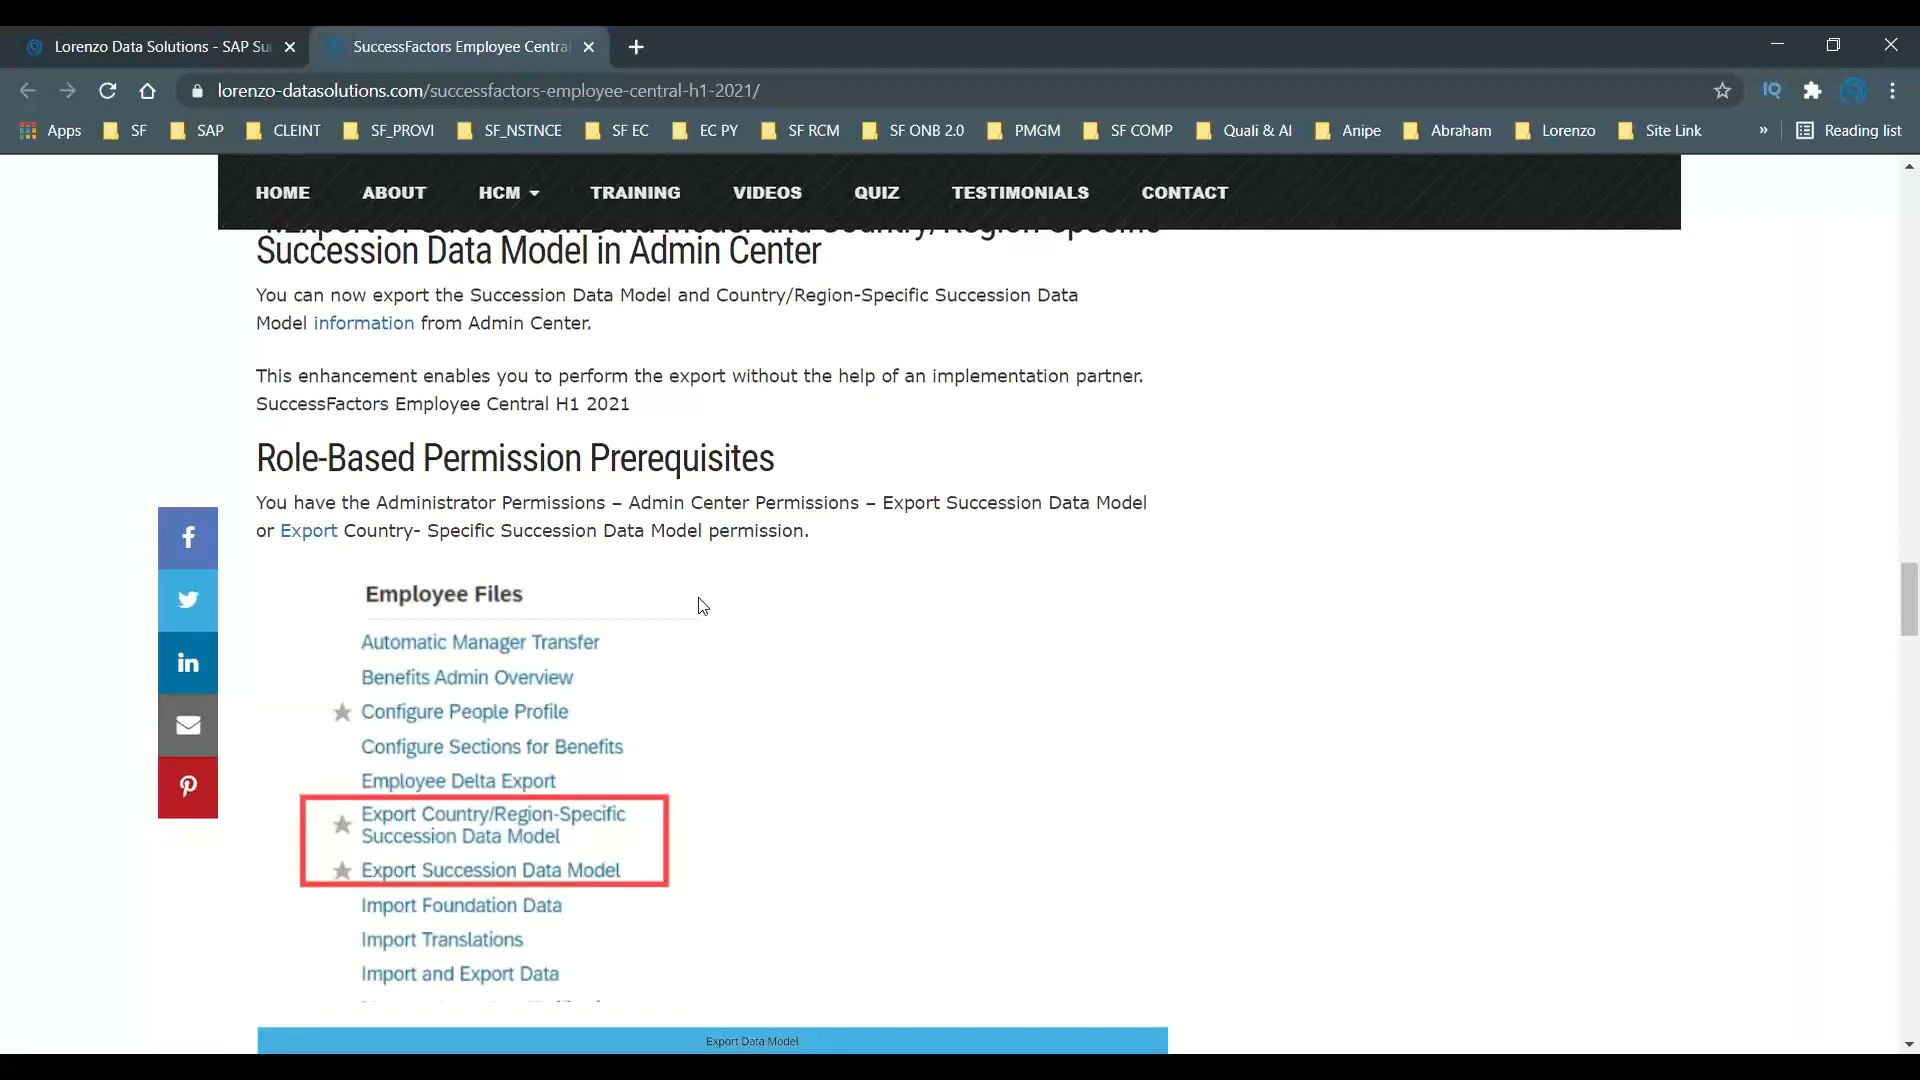 Lorenzo Data Solutions - SAP Su
SuccessFactors Employee Centra
lorenzo-datasolutions.com/successfactors-employee-central-h1-2021/
Apps SF SAP CLEINT SF_PROVI SF_NSTNCE SF EC EC PY SF RCM SF ONB 2.0 PMGM SF COMP Quali & AI Anipe Abraham Lorenzo Site Link » Reading list
HOME ABOUT HCM TRAINING VIDEOS QUIZ TESTIMONIALS CONTACT
Succession Data Model in Admin Center
You can now export the Succession Data Model and Country/Region-Specific Succession Data
Model information from Admin Center.
This enhancement enables you to perform the export without the help of an implementation partner.
SuccessFactors Employee Central H1 2021
Role-Based Permission Prerequisites
You have the Administrator Permissions – Admin Center Permissions – Export Succession Data Model
or Export Country- Specific Succession Data Model permission.
Employee Files
Automatic Manager Transfer
Benefits Admin Overview
Configure People Profile
Configure Sections for Benefits
Employee Delta Export
Export Country/Region-Specific
Succession Data Model
Export Succession Data Model
Import Foundation Data
Import Translations
Import and Export Data
Export Data Model